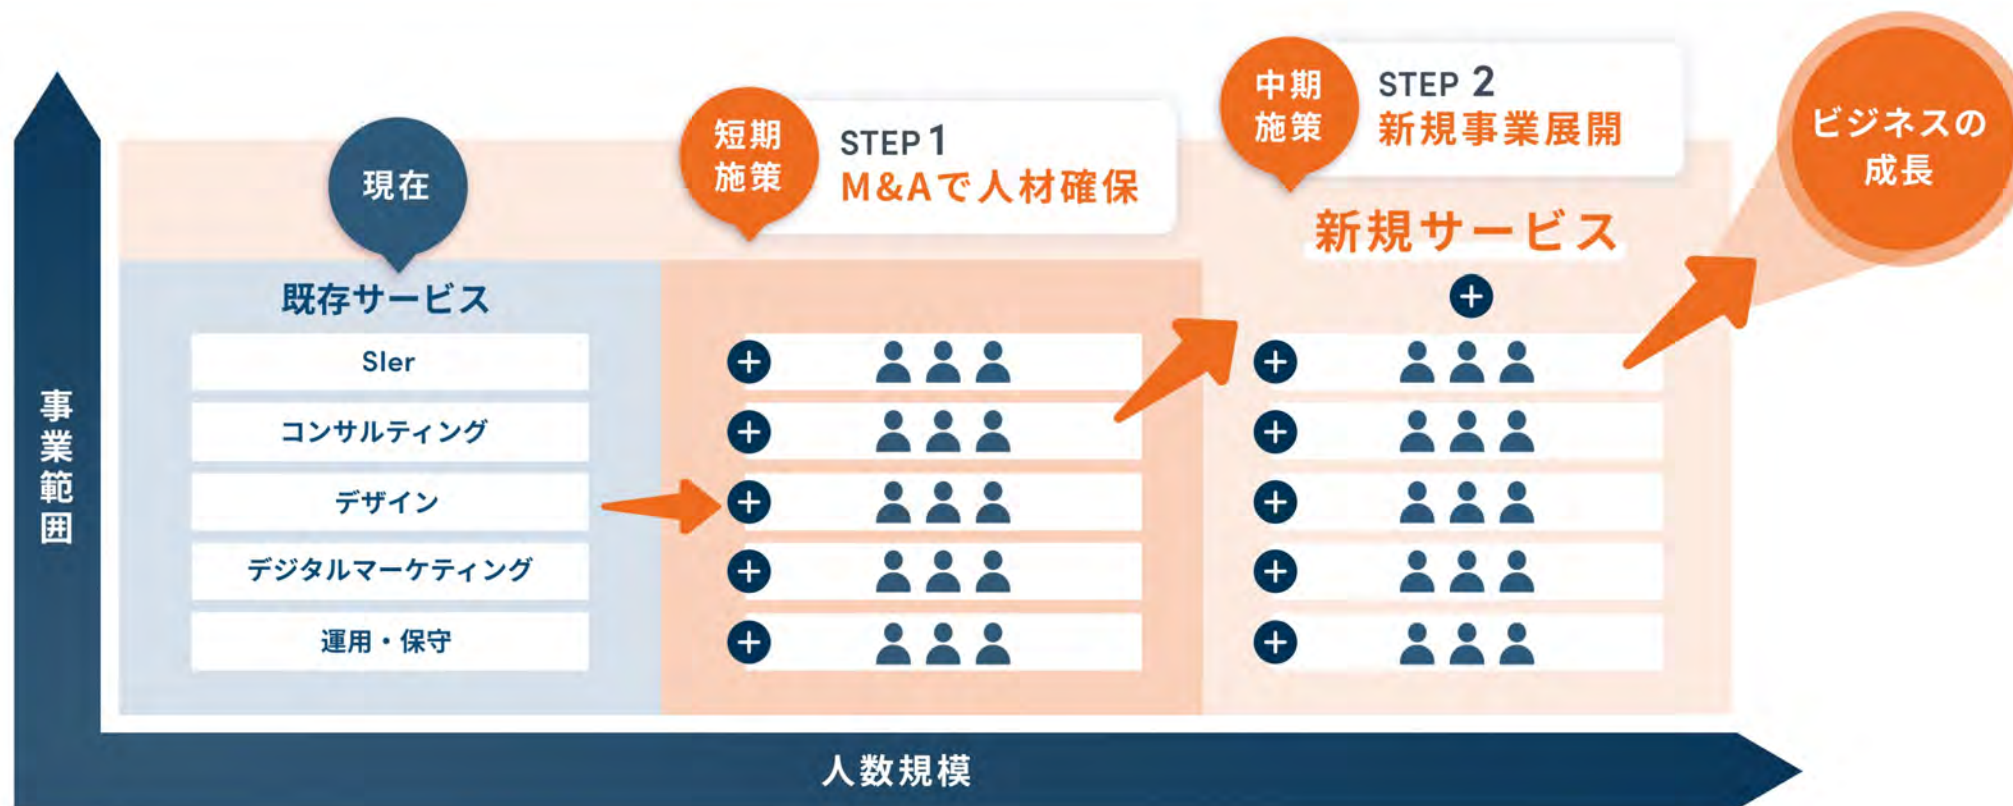 中期
施策
STEP 2
新規事業展開
ビジネスの
成長
短期
施策
STEP 1
M&Aで人材確保
現在
新規サービス
既存サービス
SIer
コンサルティング
デザイン
デジタルマーケティング
運用・保守
事業範囲
人数規模